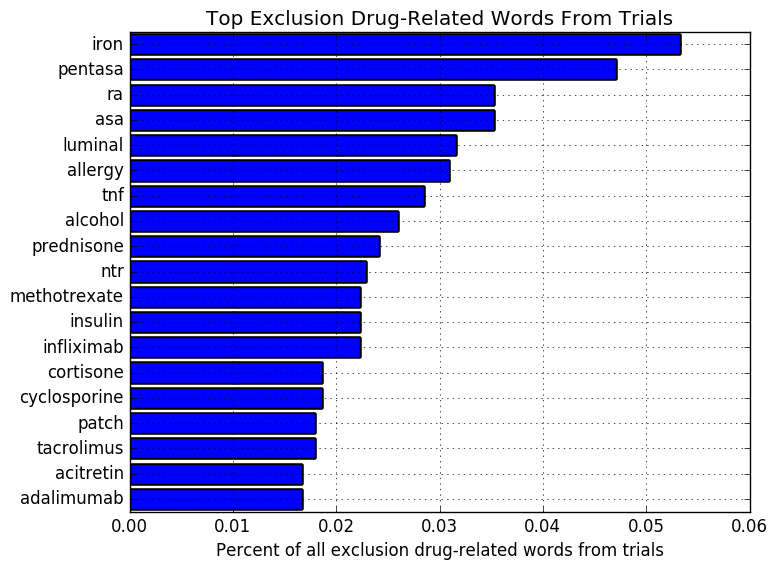 Top Exclusion Drug-Related Words From Trials
iron
pentasa
ra
asa
luminal
allergy
tnf
alcohol
prednisone
ntr
methotrexate
insulin
infliximab
cortisone
cyclosporine
patch
tacrolimus
acitretin
adalimumab
0.00 0.01 0.02 0.03 0.04 0.05 0.06
Percent of all exclusion drug-related words from trials